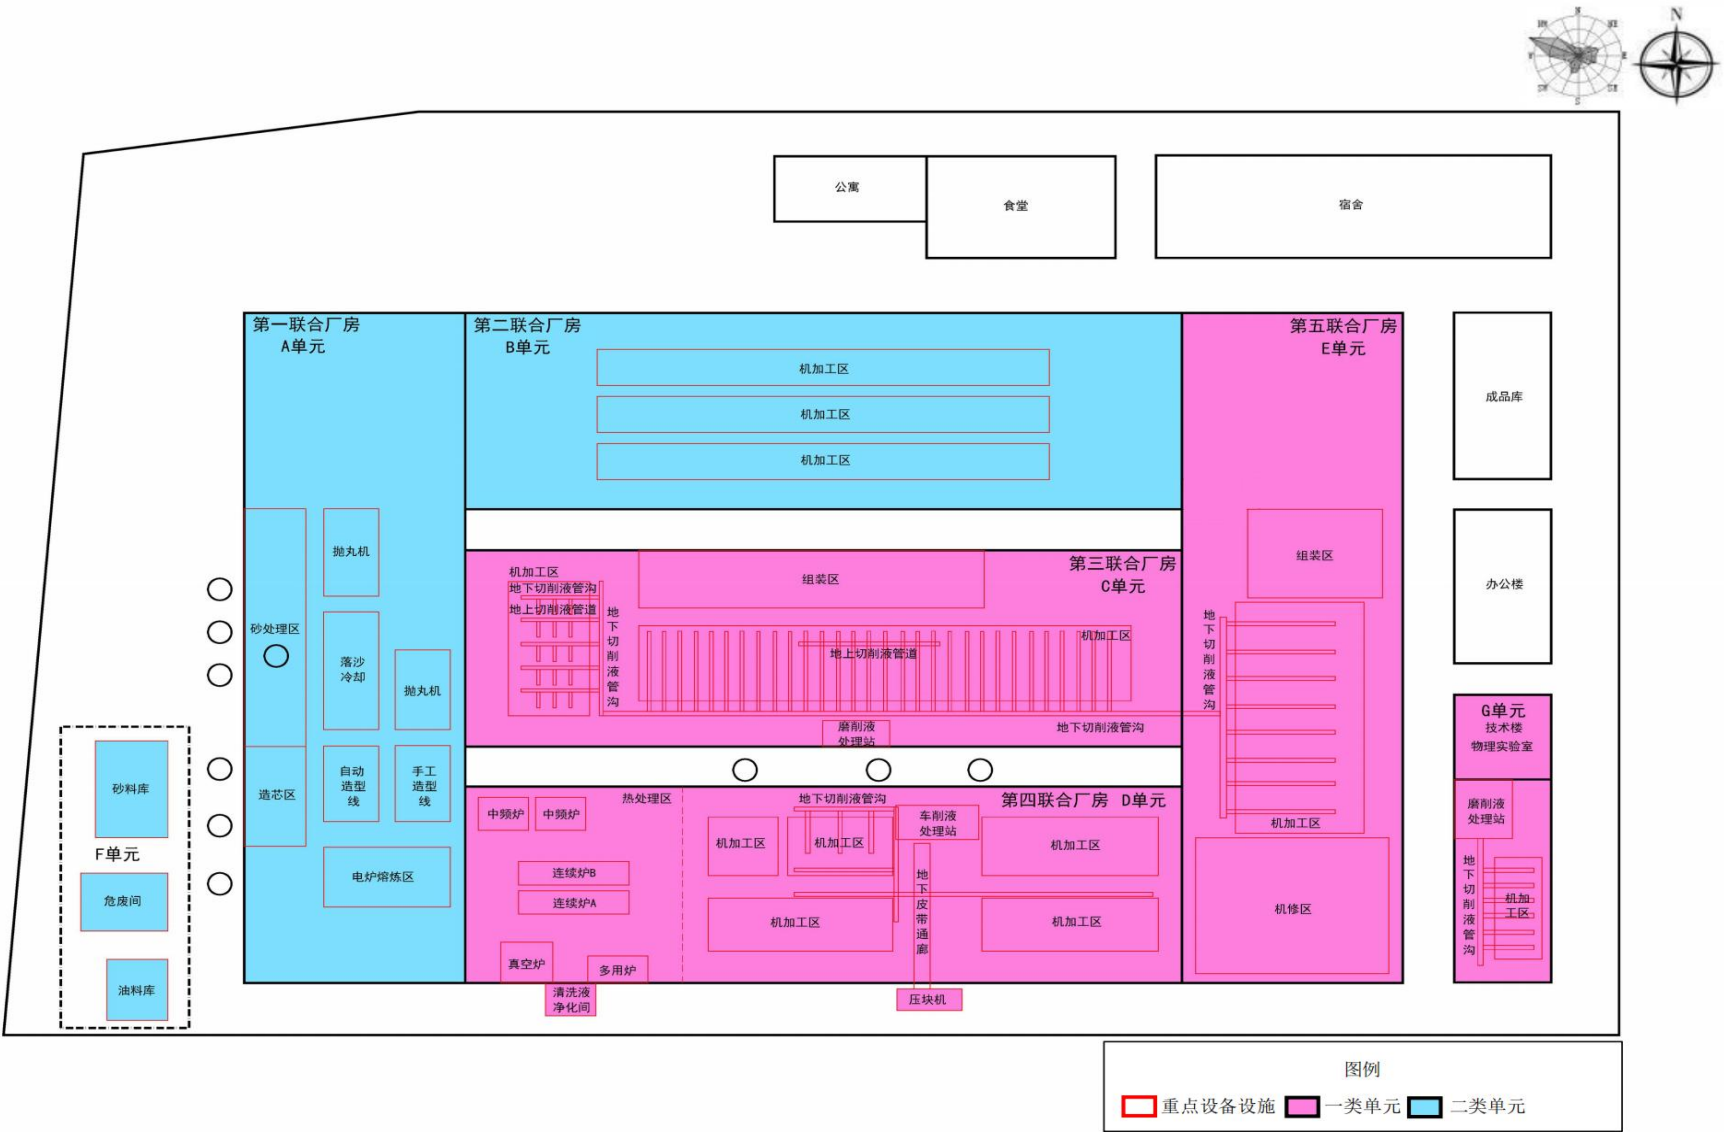 N
N
NE
E
SE
S
SW
W
公寓
食堂
宿舍
第一联合厂房
A单元
第二联合厂房
B单元
第五联合厂房
E单元
机加工区
机加工区
机加工区
成品库
办公楼
抛丸机
砂处理区
落沙
冷却
抛丸机
造芯区
自动
造型
线
手工
造型
线
电炉熔炼区
砂料库
F单元
危废间
油料库
机加工区
地下切削液管沟
地上切削液管道
地下切削液管沟
组装区
第三联合厂房
C单元
机加工区
地上切削液管道
磨削液
处理站
地下切削液管沟
地下切削液管沟
组装区
机加工区
机修区
热处理区
中频炉
中频炉
连续炉B
连续炉A
真空炉
多用炉
清洗液
净化间
地下切削液管沟
第四联合厂房 D单元
车削液
处理站
机加工区
机加工区
机加工区
机加工区
机加工区
地下皮带通廊
压块机
G单元
技术楼
物理实验室
磨削液
处理站
地下切削液管沟
机加
工区
图例
重点设备设施
一类单元
二类单元